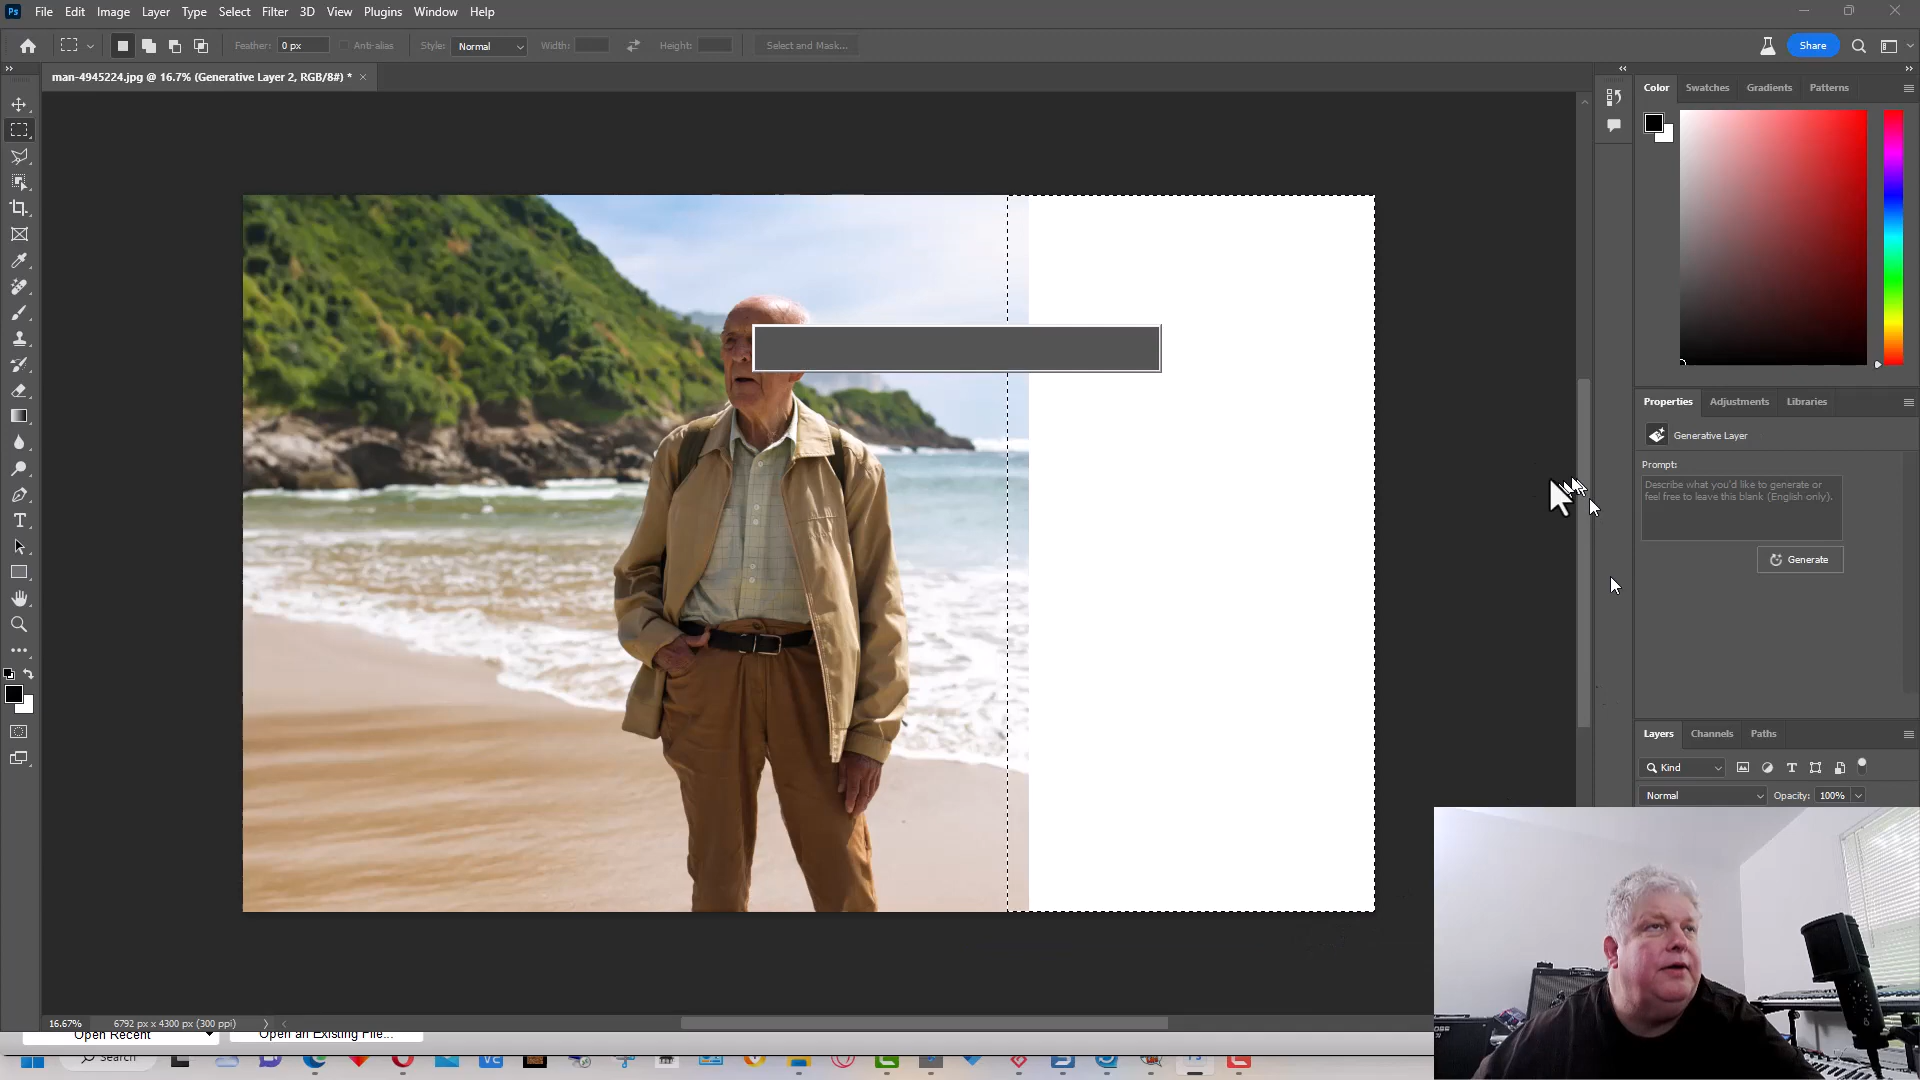 Ps File Edit Image Layer Type Select Filter 3D View Plugins Window Help
Feather: 0 px Anti-alias Style: Normal Width: Height: Select and Mask... Share
man-4945224.jpg @ 16.7% (Generative Layer 2, RGB/8#) * ×
Color Swatches Gradients Patterns
Properties Adjustments Libraries
Generative Layer
Prompt:
Describe what you'd like to generate or
feel free to leave this blank (English only).
Generate
Layers Channels Paths
Kind
Normal Opacity: 100%
16.67% 6792 px x 4300 px (300 ppi)
Open Recent Open an Existing File...
Search